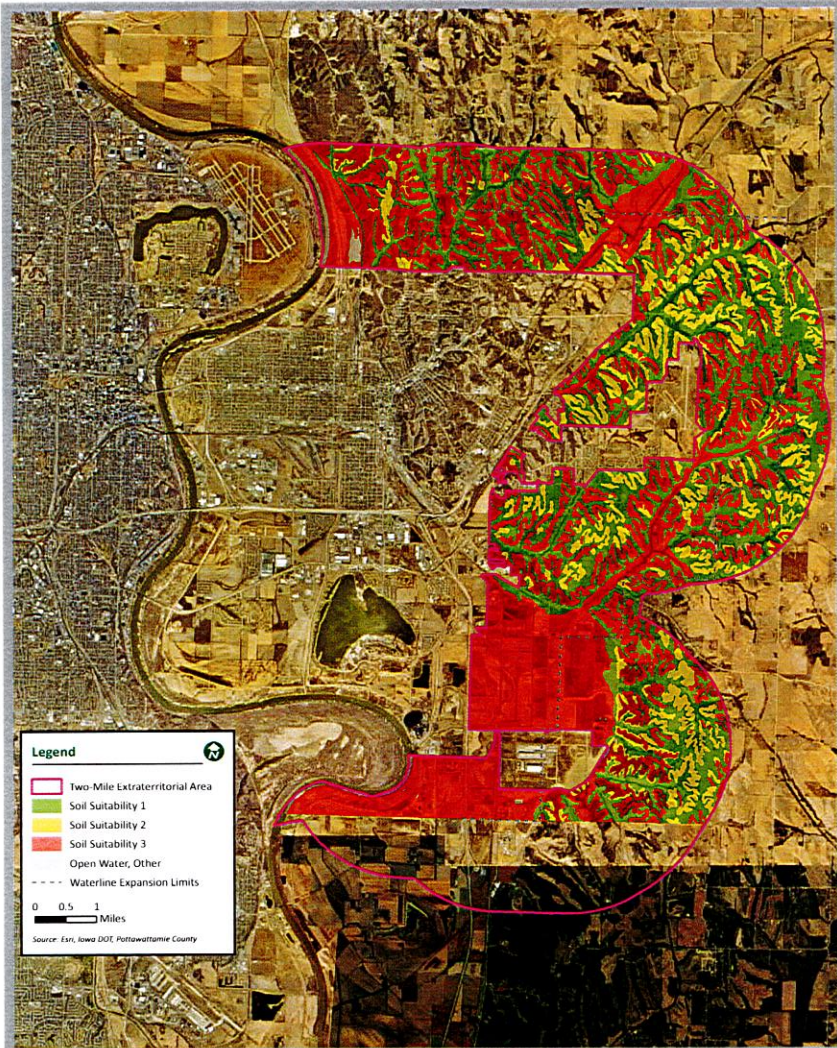 Legend
N
Two-Mile Extraterritorial Area
Soil Suitability 1
Soil Suitability 2
Soil Suitability 3
Open Water, Other
Waterline Expansion Limits
0 0.5 1
Miles
Source: Esri, Iowa DOT, Pottawattamie County